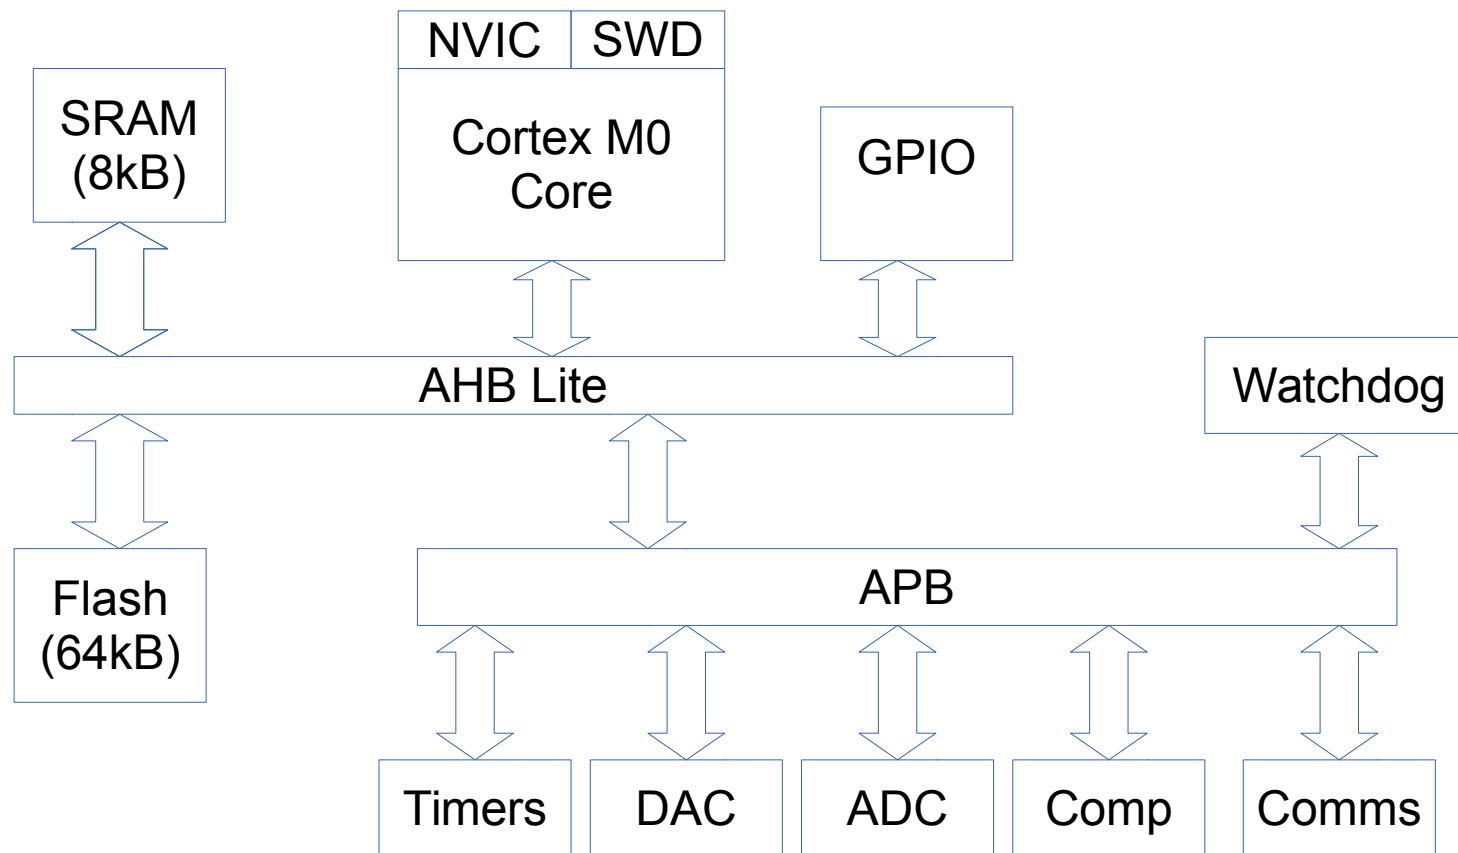 NVIC
SWD
SRAM
(8kB)
Cortex M0
Core
GPIO
AHB Lite
Watchdog
Flash
(64kB)
APB
Timers
DAC
ADC
Comp
Comms